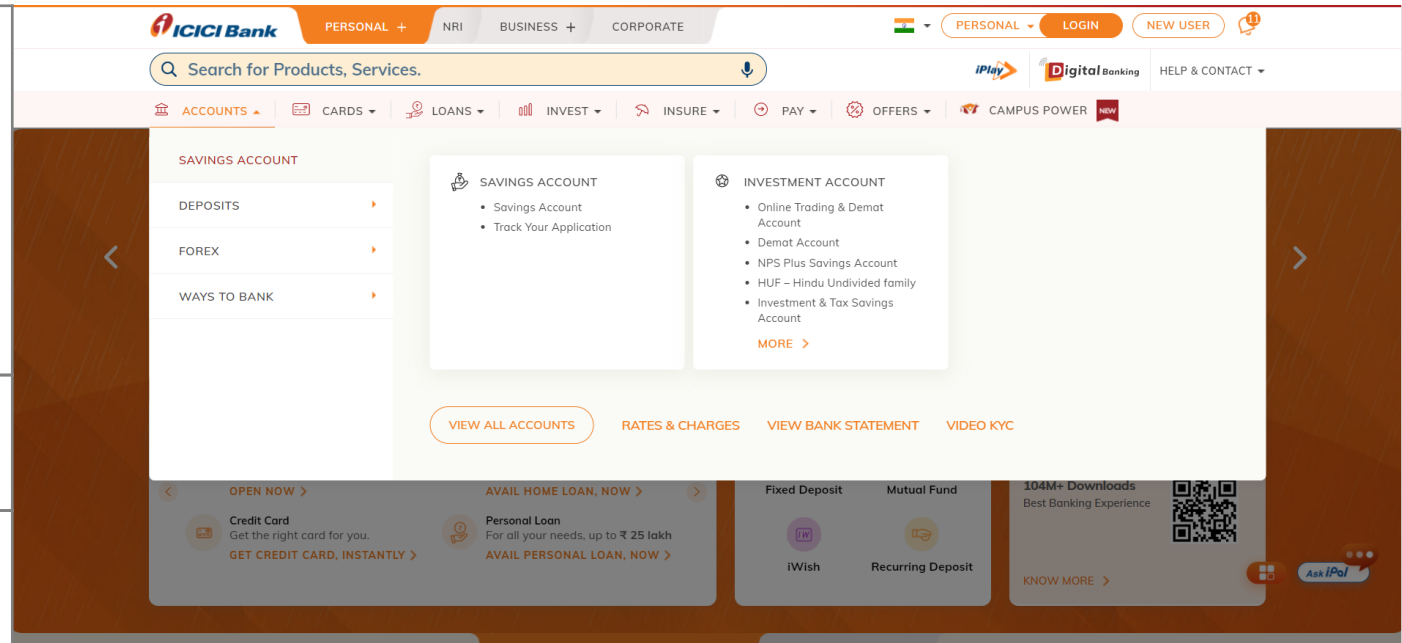 ICICI Bank
PERSONAL +
NRI
BUSINESS +
CORPORATE
PERSONAL
LOGIN
NEW USER
11
Search for Products, Services.
iPlay
Digital Banking
HELP & CONTACT
ACCOUNTS
CARDS
LOANS
INVEST
INSURE
PAY
OFFERS
CAMPUS POWER
NEW
SAVINGS ACCOUNT
DEPOSITS
FOREX
WAYS TO BANK
SAVINGS ACCOUNT
• Savings Account
• Track Your Application
INVESTMENT ACCOUNT
• Online Trading & Demat
Account
• Demat Account
• NPS Plus Savings Account
• HUF – Hindu Undivided family
• Investment & Tax Savings
Account
MORE >
VIEW ALL ACCOUNTS
RATES & CHARGES
VIEW BANK STATEMENT
VIDEO KYC
OPEN NOW >
AVAIL HOME LOAN, NOW >
Credit Card
Get the right card for you.
GET CREDIT CARD, INSTANTLY >
Personal Loan
For all your needs, up to ₹ 25 lakh
AVAIL PERSONAL LOAN, NOW >
Fixed Deposit
Mutual Fund
iW
iWish
Recurring Deposit
104M+ Downloads
Best Banking Experience
KNOW MORE >
Ask iPal